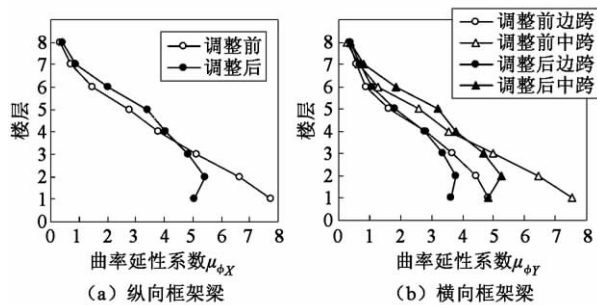 9
8
7
6
5
4
3
2
1
楼层
调整前
调整后
0 1 2 3 4 5 6 7 8
曲率延性系数μϕX
(a) 纵向框架梁
9
8
7
6
5
4
3
2
1
楼层
调整前边跨
调整前中跨
调整后边跨
调整后中跨
0 1 2 3 4 5 6 7 8
曲率延性系数μϕY
(b) 横向框架梁